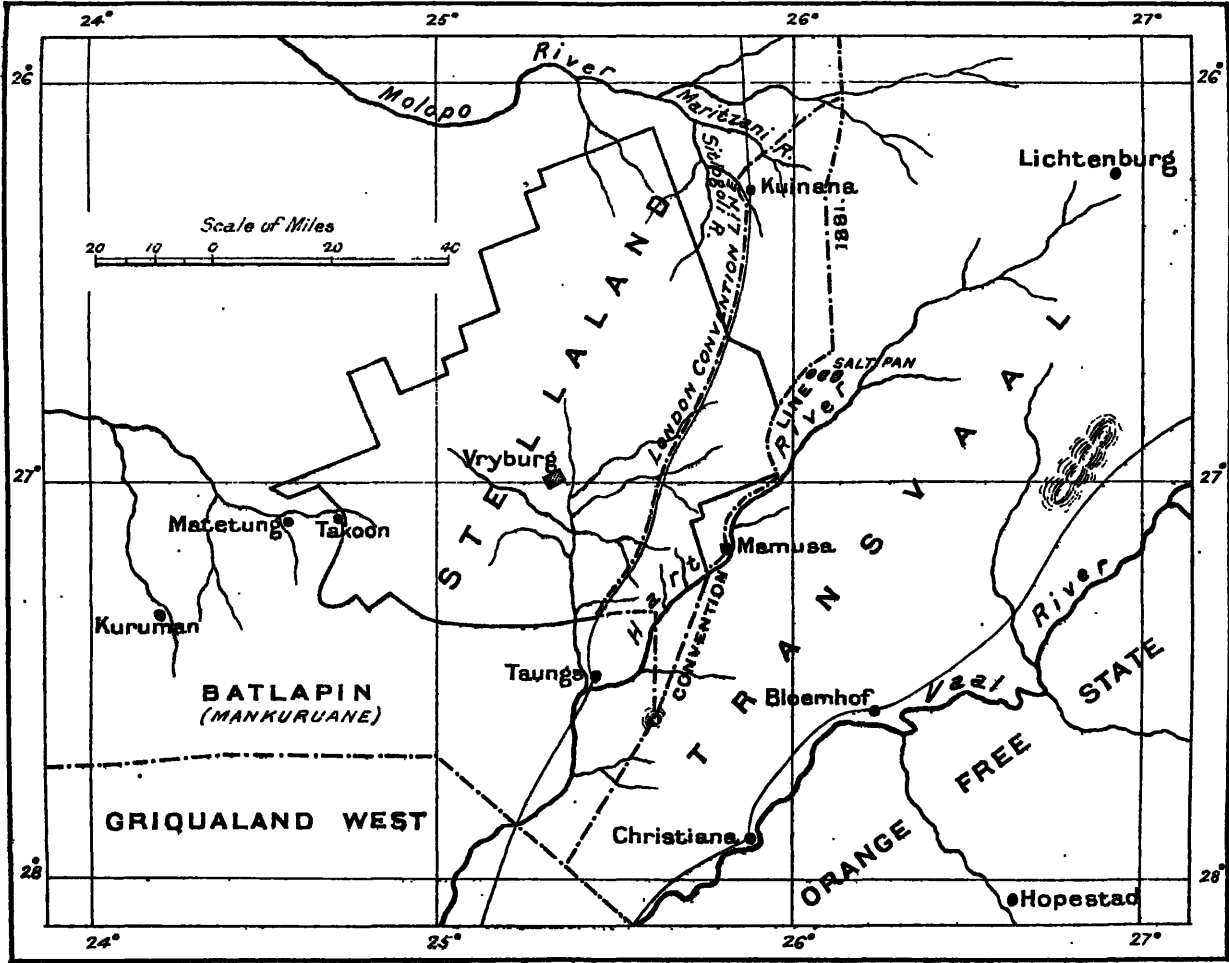 24° 25° 26° 27°
26° 26°
River
Molopo
Maritzani R.
Sitlagoli R.
Lichtenburg
Kuinana
Scale of Miles
20 10 0 20 40
1881.
STELLALAND
LONDON CONVENTION LINE
SALT PAN
LINE
River
TRANSVAAL
Vryburg
27° 27°
Matetung
Takoon
Mamusa
Hart
River
Kuruman
CONVENTION
Taungs
BATLAPIN
(MANKURUANE)
Bloemhof
Vaal
STATE
FREE
GRIQUALAND WEST
Christiana
ORANGE
28° 28°
Hopestad
24° 25° 26° 27°